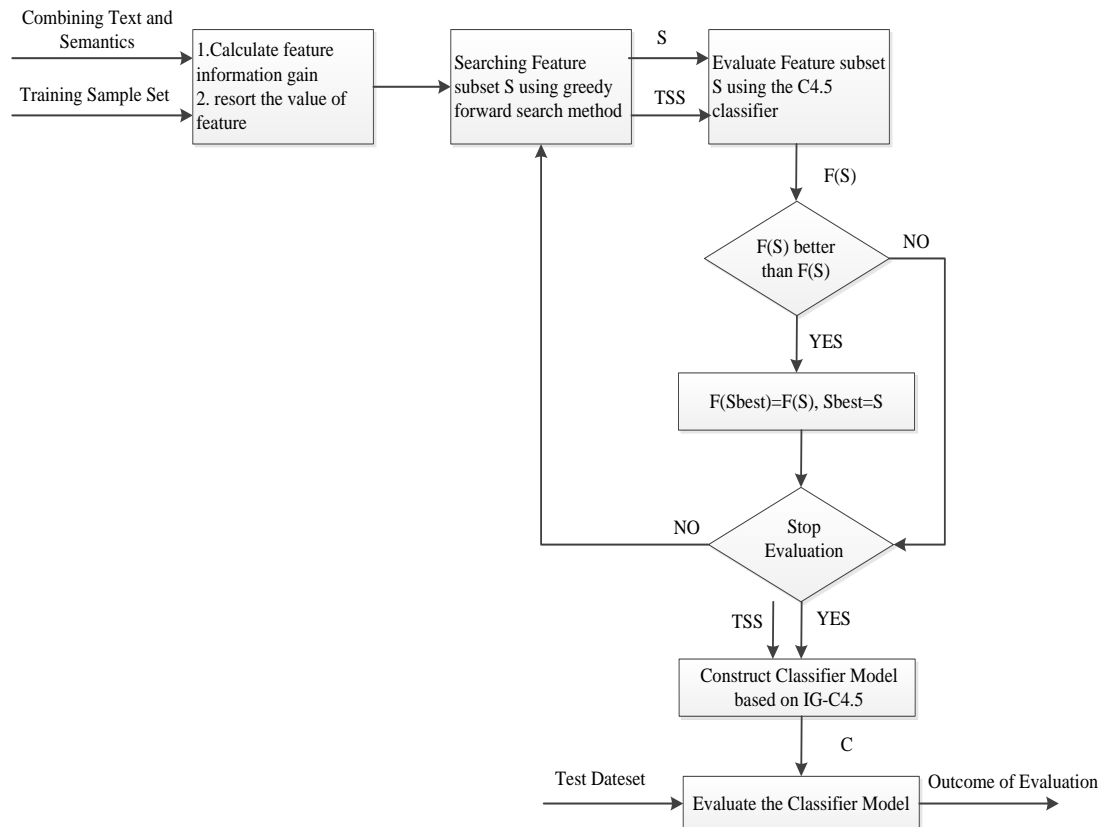 Combining Text and
Semantics
Training Sample Set
1.Calculate feature
information gain
2. resort the value of
feature
Searching Feature
subset S using greedy
forward search method
S
TSS
Evaluate Feature subset
S using the C4.5
classifier
F(S)
F(S) better
than F(S)
NO
YES
F(Sbest)=F(S), Sbest=S
Stop
Evaluation
NO
TSS
YES
Construct Classifier Model
based on IG-C4.5
C
Test Dateset
Evaluate the Classifier Model
Outcome of Evaluation